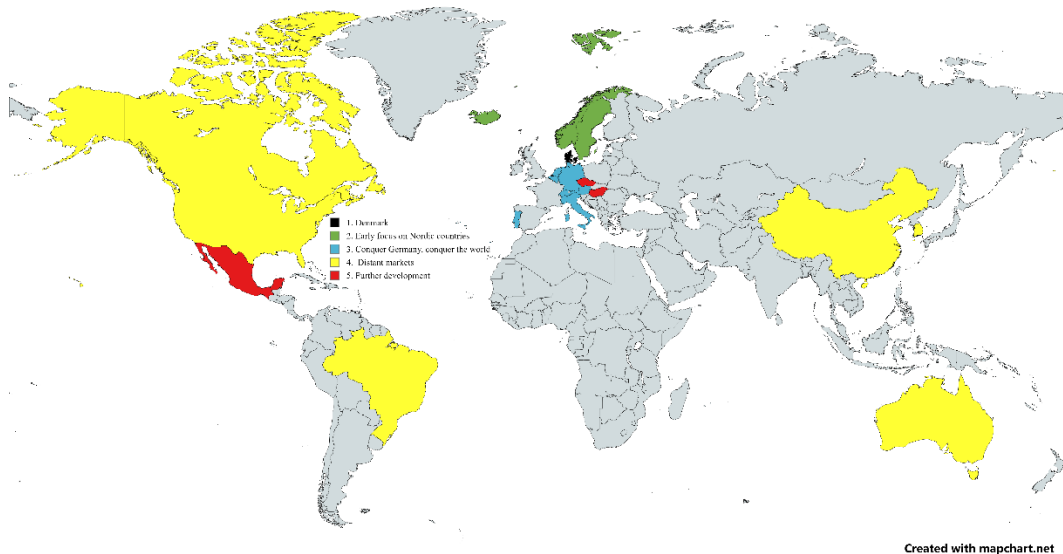 1. Denmark
2. Early focus on Nordic countries
3. Conquer Germany, conquer the world
4. Distant markets
5. Further development
Created with mapchart.net